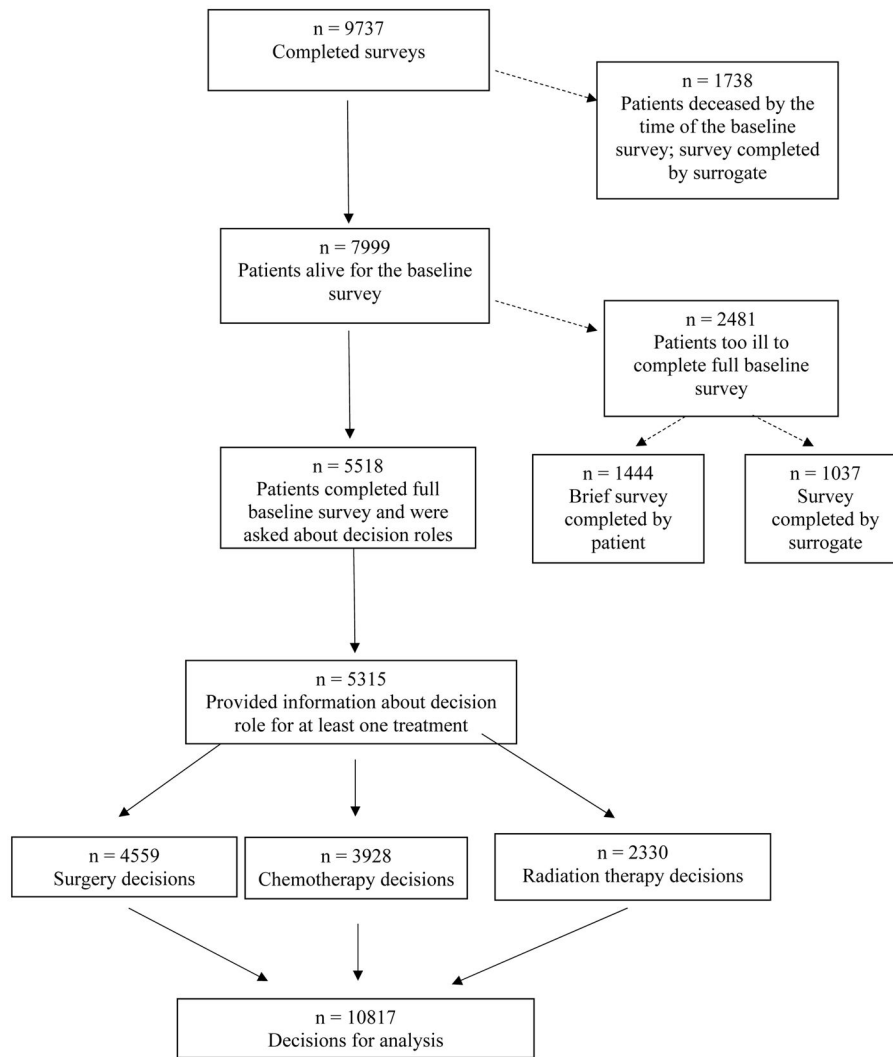 n = 9737
Completed surveys
n = 1738
Patients deceased by the
time of the baseline
survey; survey completed
by surrogate
n = 7999
Patients alive for the baseline
survey
n = 2481
Patients too ill to
complete full baseline
survey
n = 5518
Patients completed full
baseline survey and were
asked about decision roles
n = 1444
Brief survey
completed by
patient
n = 1037
Survey
completed by
surrogate
n = 5315
Provided information about decision
role for at least one treatment
n = 4559
Surgery decisions
n = 3928
Chemotherapy decisions
n = 2330
Radiation therapy decisions
n = 10817
Decisions for analysis